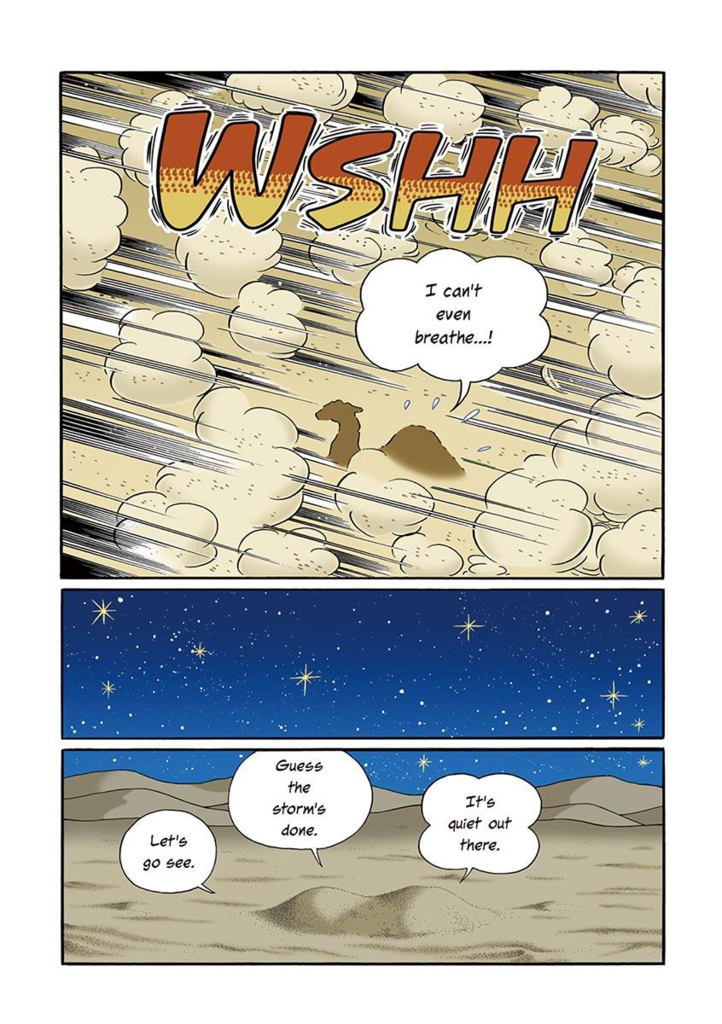 WSHH
I can't
even
breathe...!
It's
quiet out
there.
Guess
the
storm's
done.
Let's
go see.